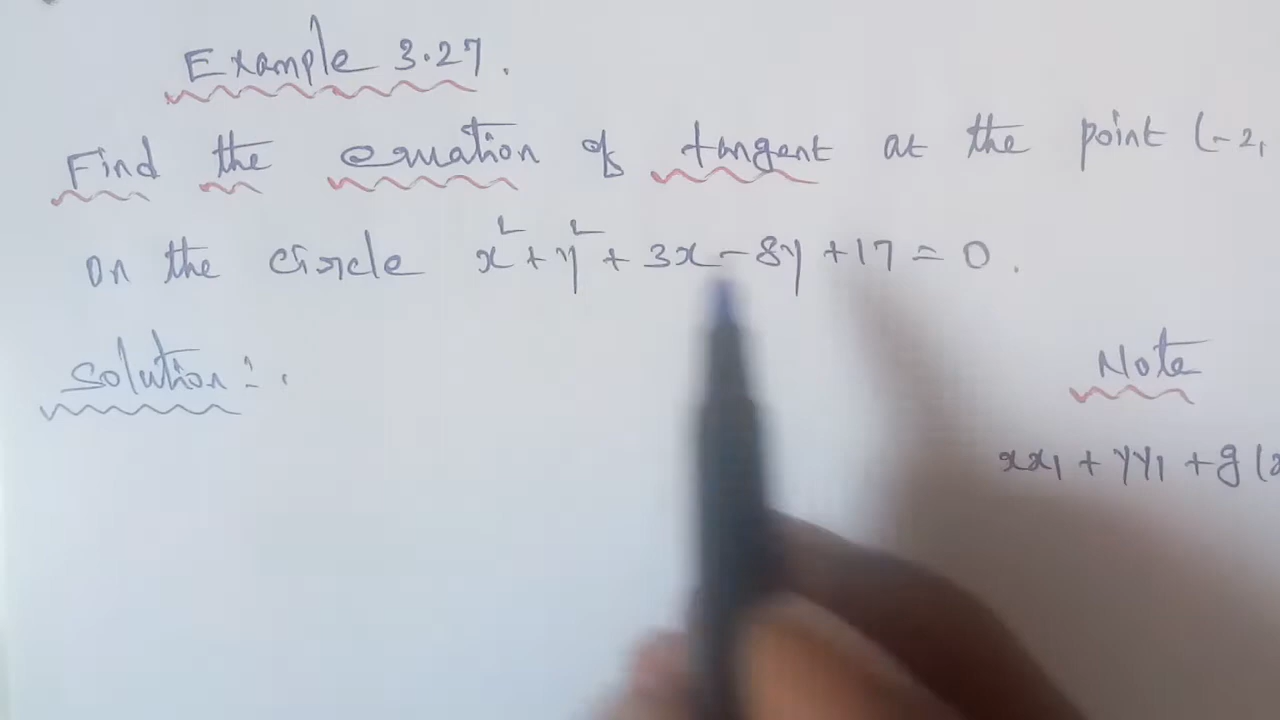 Example 3.27.
Find the equation of tangent at the point (-2,
on the circle x² + y² + 3x - 8y + 17 = 0.
Solution:-.
Note
xx₁ + yy₁ + g(x